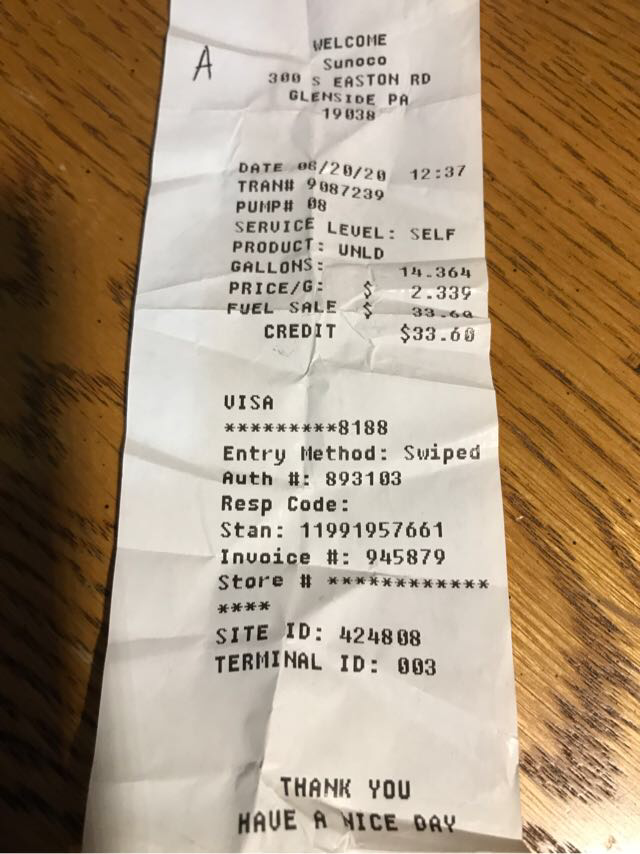 A
WELCOME
Sunoco
300 S EASTON RD
GLENSIDE PA
19038
DATE 06/20/20 12:37
TRAN# 9087239
PUMP# 08
SERVICE LEVEL: SELF
PRODUCT: UNLD
GALLONS: 14.364
PRICE/G: $ 2.339
FUEL SALE $ 33.60
CREDIT $33.60
VISA
*********8188
Entry Method: Swiped
Auth #: 893103
Resp Code:
Stan: 11991957661
Invoice #: 945879
Store # ************
****
SITE ID: 424808
TERMINAL ID: 003
THANK YOU
HAVE A NICE DAY